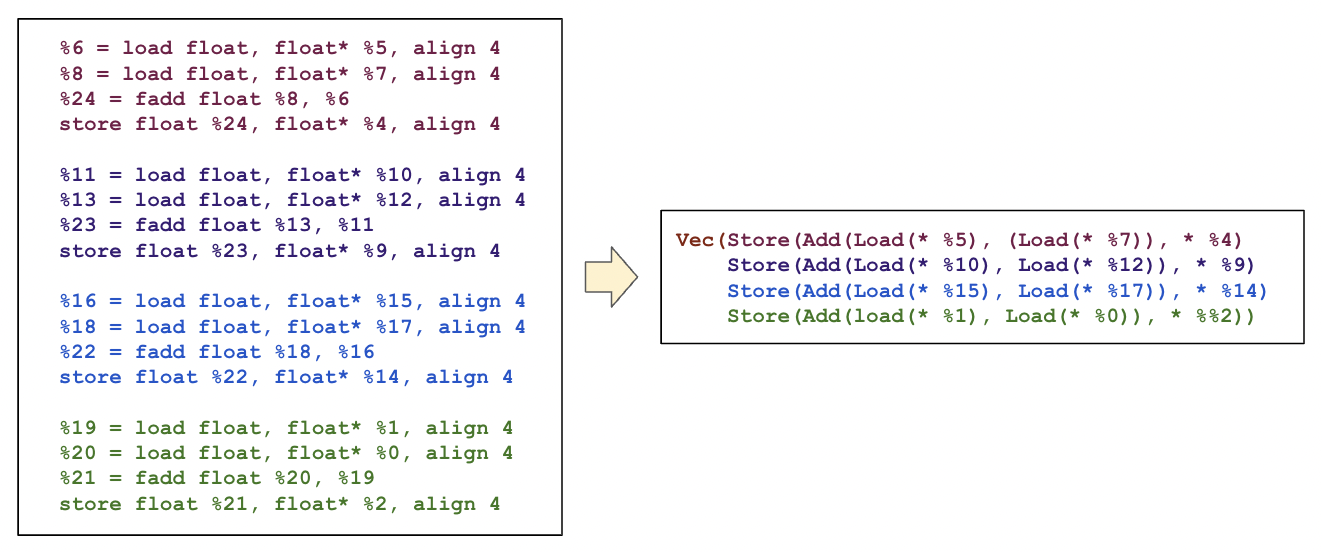 %6 = load float, float* %5, align 4
%8 = load float, float* %7, align 4
%24 = fadd float %8, %6
store float %24, float* %4, align 4
%11 = load float, float* %10, align 4
%13 = load float, float* %12, align 4
%23 = fadd float %13, %11
store float %23, float* %9, align 4
%16 = load float, float* %15, align 4
%18 = load float, float* %17, align 4
%22 = fadd float %18, %16
store float %22, float* %14, align 4
%19 = load float, float* %1, align 4
%20 = load float, float* %0, align 4
%21 = fadd float %20, %19
store float %21, float* %2, align 4
Vec(Store(Add(Load(* %5), (Load(* %7)), * %4)
Store(Add(Load(* %10), Load(* %12)), * %9)
Store(Add(Load(* %15), Load(* %17)), * %14)
Store(Add(load(* %1), Load(* %0)), * %%2))